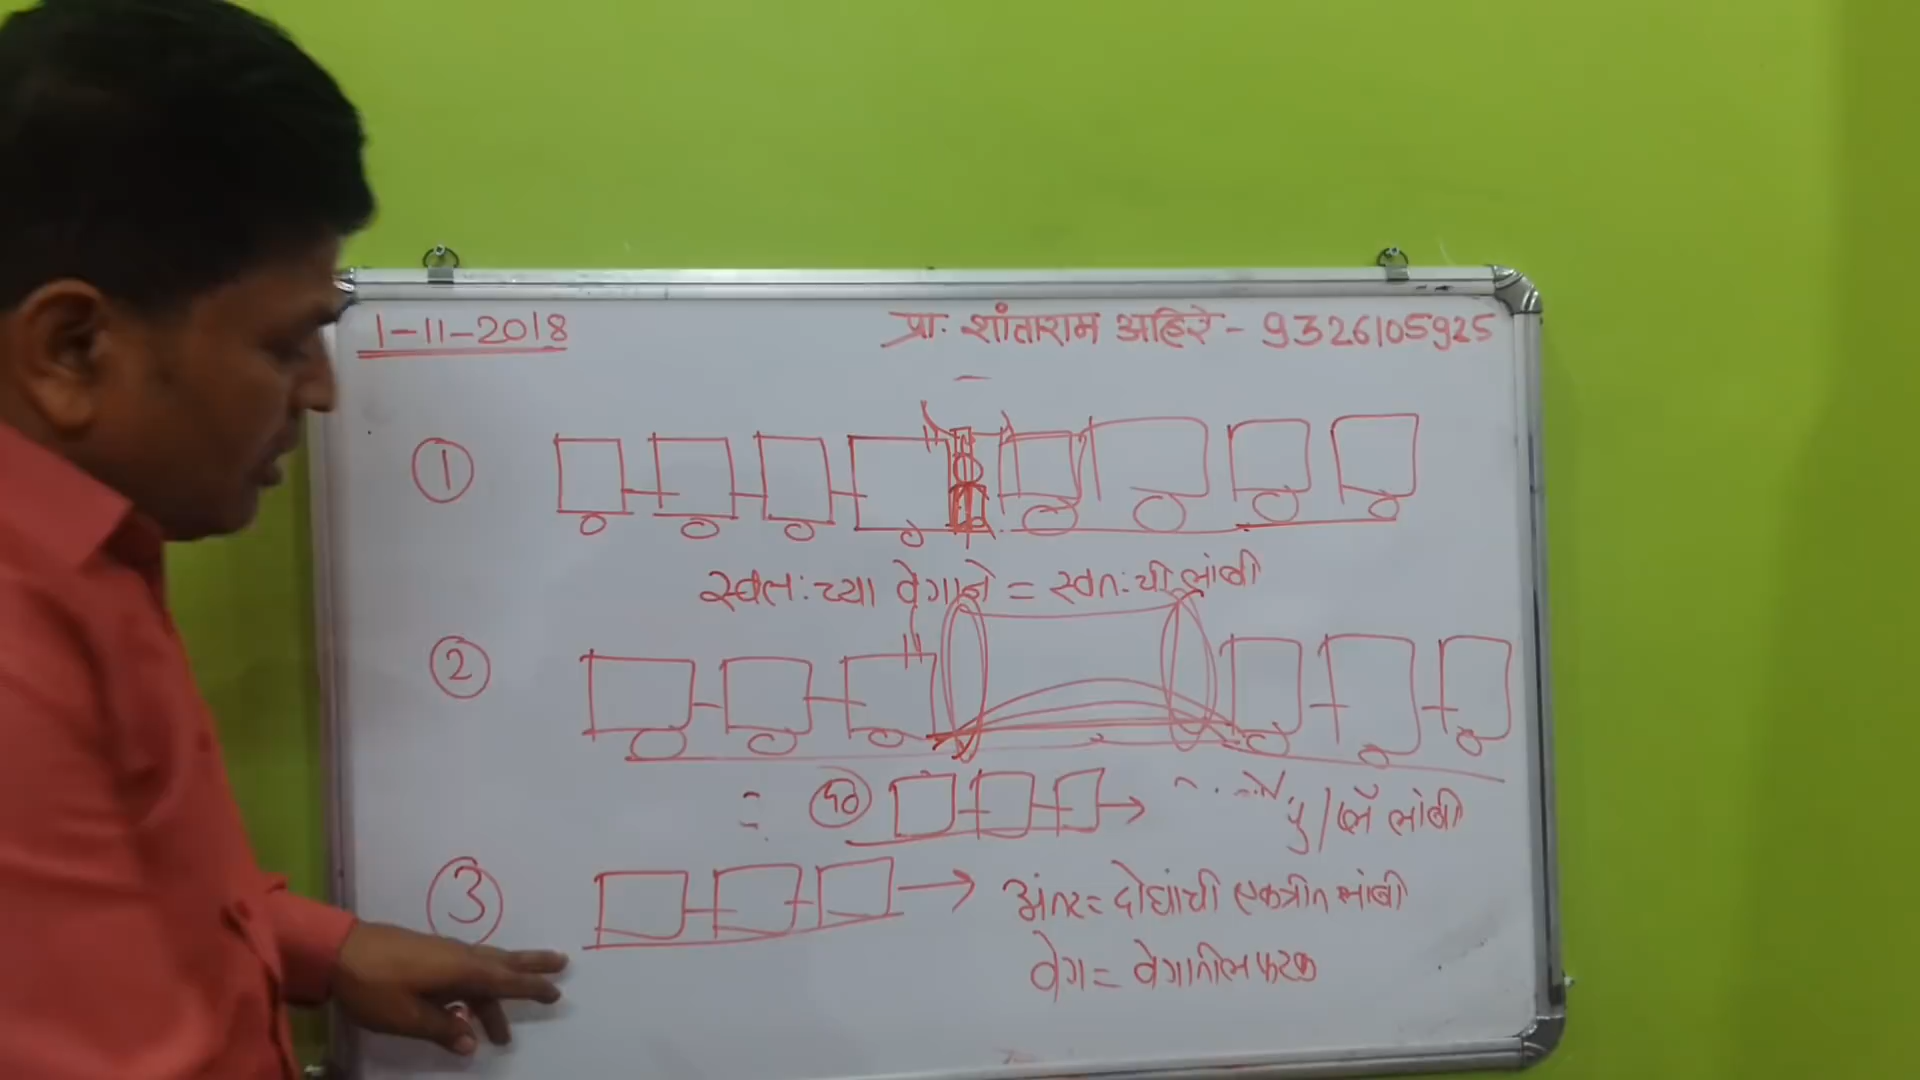 1-11-2018
प्रा. शांताराम अहिरे - 9326105925
①
स्वतःच्या वेगाने = स्वतःची लांबी
②
=
पु / प्लॅ लांबी
③
अंतर = दोघांची एकत्रीत लांबी
वेग = वेगातील फरक